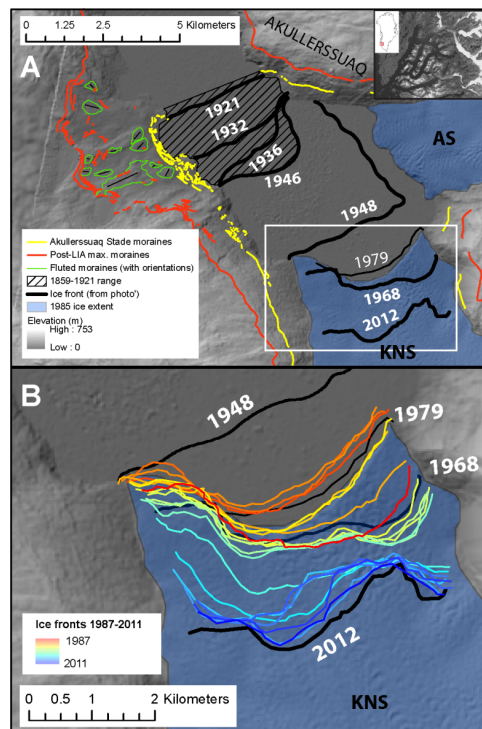 0 1.25 2.5 5 Kilometers
AKULLERSSUAQ
A
1921
1932
1936
1946
AS
1948
1979
1968
2012
KNS
Akullerssuaq Stade moraines
Post-LIA max. moraines
Fluted moraines (with orientations)
1859-1921 range
Ice front (from photo')
1985 ice extent
Elevation (m)
High : 753
Low : 0
B
1948
1979
1968
2012
KNS
Ice fronts 1987-2011
1987
2011
0 0.5 1 2 Kilometers